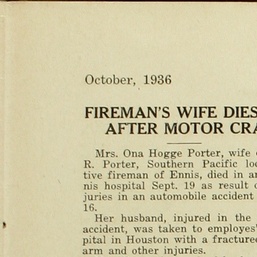 October, 1936
FIREMAN'S WIFE DIES
AFTER MOTOR CRA
Mrs. Ona Hogge Porter, wife
R. Porter, Southern Pacific loc
tive fireman of Ennis, died in an
nis hospital Sept. 19 as result o
juries in an automobile accident
16.
Her husband, injured in the
accident, was taken to employes'
pital in Houston with a fractured
arm and other injuries.